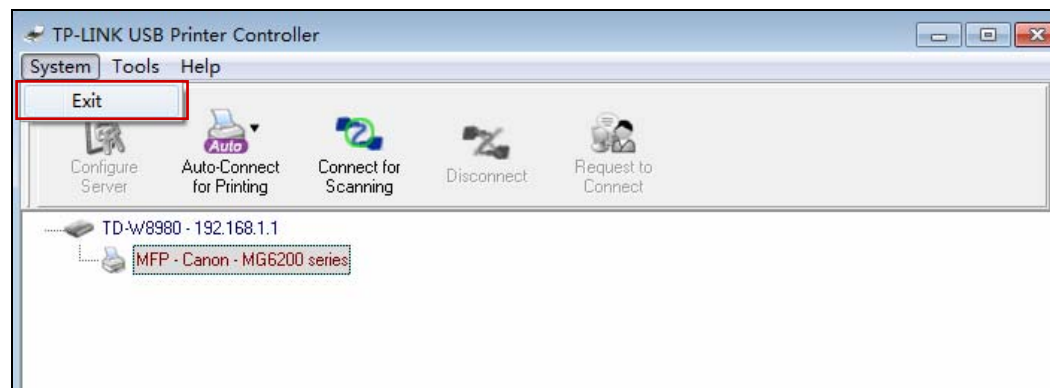 TP-LINK USB Printer Controller
System Tools Help
Exit
Configure Server
Auto
Auto-Connect for Printing
Connect for Scanning
Disconnect
Request to Connect
TD-W8980 - 192.168.1.1
MFP - Canon - MG6200 series